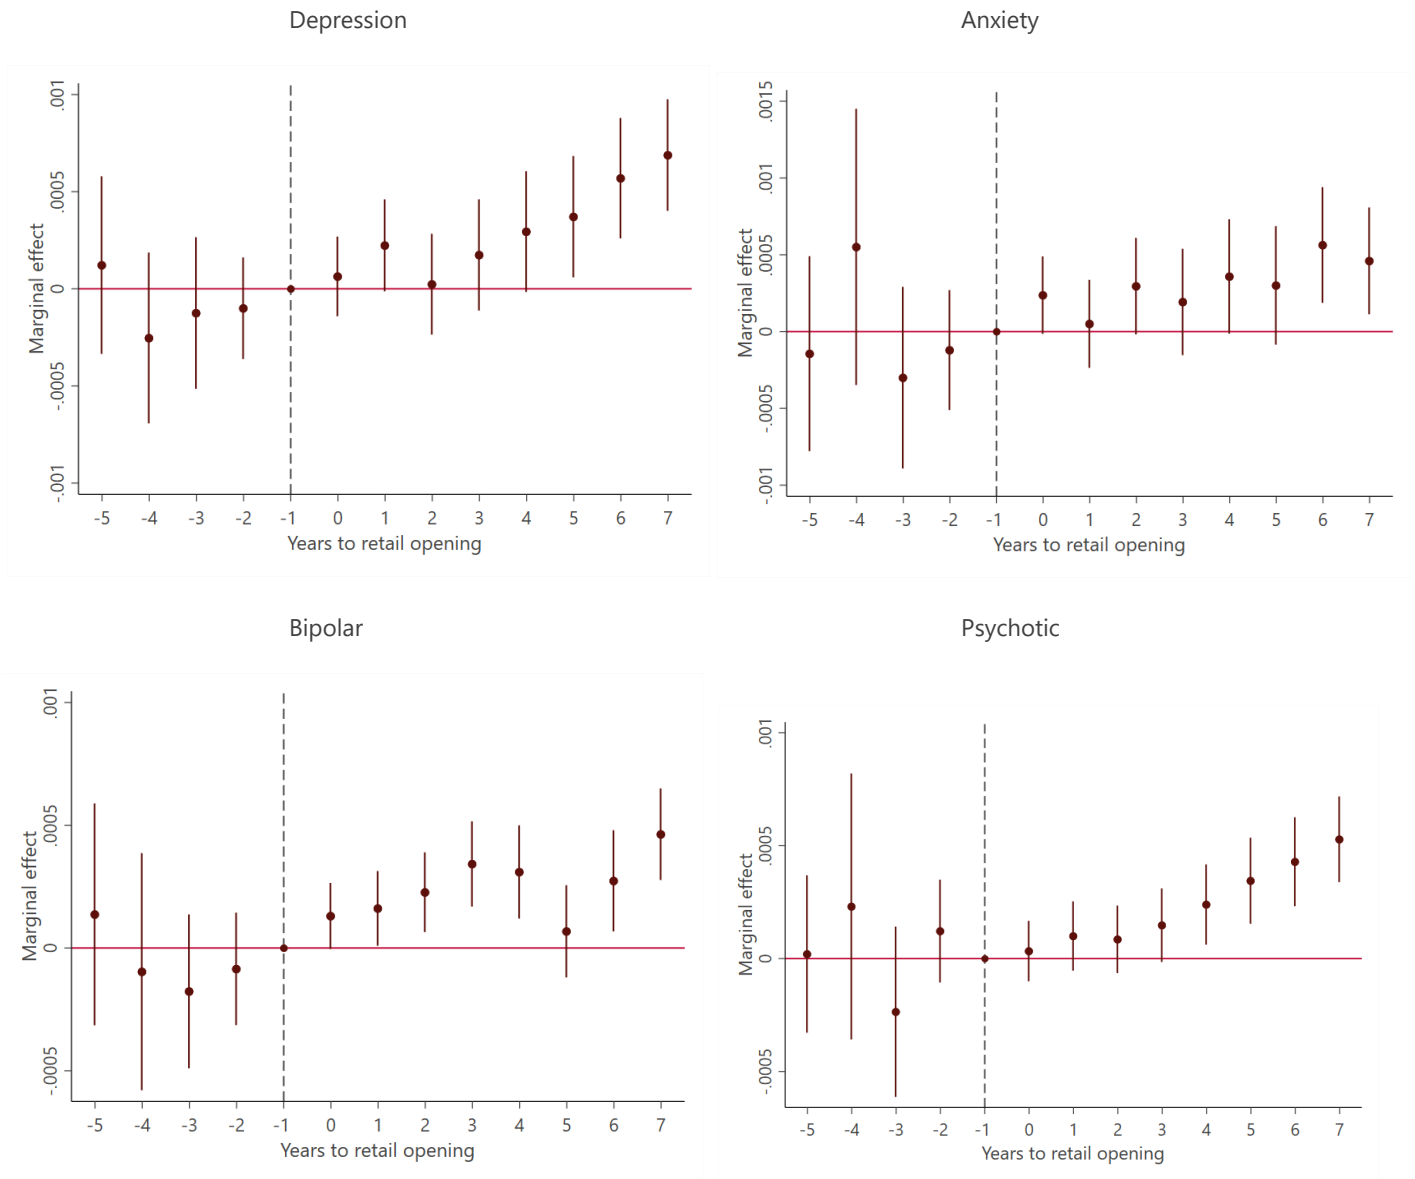 Depression
Anxiety
Marginal effect
.001
.0005
0
-.0005
-.001
-5 -4 -3 -2 -1 0 1 2 3 4 5 6 7
Years to retail opening
Marginal effect
.0015
.001
.0005
0
-.0005
-.001
-5 -4 -3 -2 -1 0 1 2 3 4 5 6 7
Years to retail opening
Bipolar
Psychotic
Marginal effect
.001
.0005
0
-.0005
-5 -4 -3 -2 -1 0 1 2 3 4 5 6 7
Years to retail opening
Marginal effect
.001
.0005
0
-.0005
-5 -4 -3 -2 -1 0 1 2 3 4 5 6 7
Years to retail opening